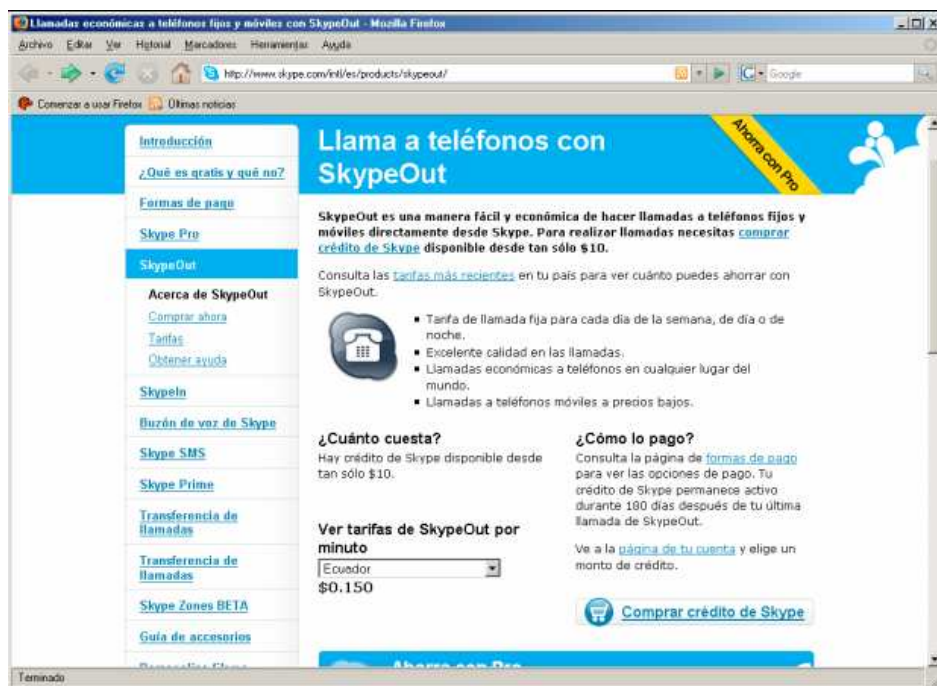 Llamadas económicas a teléfonos fijos y móviles con SkypeOut - Mozilla Firefox
Archivo Editar Ver Historial Marcadores Herramientas Ayuda
http://www.skype.com/intl/es/products/skypeout/
Google
Comenzar a usar Firefox Últimas noticias
Introducción
¿Qué es gratis y qué no?
Formas de pago
Skype Pro
SkypeOut
Acerca de SkypeOut
Comprar ahora
Tarifas
Obtener ayuda
SkypeIn
Buzón de voz de Skype
Skype SMS
Skype Prime
Transferencia de
llamadas
Transferencia de
llamadas
Skype Zones BETA
Guía de accesorios
Llama a teléfonos con
SkypeOut
Ahorra con Pro
SkypeOut es una manera fácil y económica de hacer llamadas a teléfonos fijos y
móviles directamente desde Skype. Para realizar llamadas necesitas comprar
crédito de Skype disponible desde tan sólo $10.
Consulta las tarifas más recientes en tu país para ver cuánto puedes ahorrar con
SkypeOut.
Tarifa de llamada fija para cada día de la semana, de día o de
noche.
Excelente calidad en las llamadas.
Llamadas económicas a teléfonos en cualquier lugar del
mundo.
Llamadas a teléfonos móviles a precios bajos.
¿Cuánto cuesta?
Hay crédito de Skype disponible desde
tan sólo $10.
Ver tarifas de SkypeOut por
minuto
Ecuador
$0.150
¿Cómo lo pago?
Consulta la página de formas de pago
para ver las opciones de pago. Tu
crédito de Skype permanece activo
durante 180 días después de tu última
llamada de SkypeOut.
Ve a la página de tu cuenta y elige un
monto de crédito.
Comprar crédito de Skype
Ahorra con Pro
Terminado